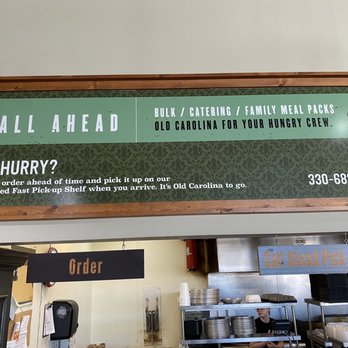 ALL AHEAD
BULK / CATERING / FAMILY MEAL PACKS
OLD CAROLINA FOR YOUR HUNGRY CREW.
HURRY?
order ahead of time and pick it up on our
ed Fast Pick-up Shelf when you arrive. It's Old Carolina to go.
330-689
Order